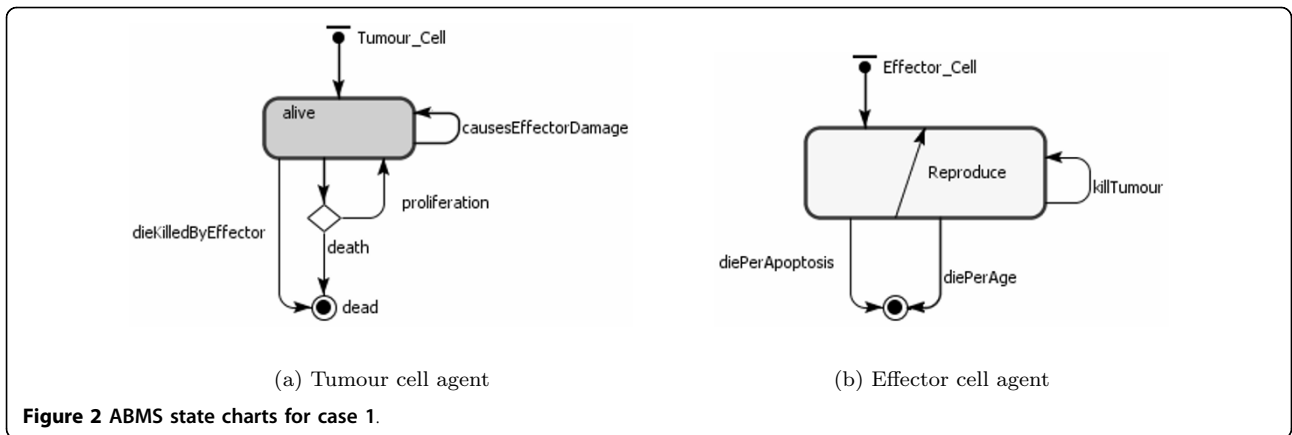 Tumour_Cell
alive
causesEffectorDamage
proliferation
dieKilledByEffector
death
dead
(a) Tumour cell agent
Effector_Cell
Reproduce
killTumour
diePerApoptosis
diePerAge
(b) Effector cell agent
Figure 2 ABMS state charts for case 1.